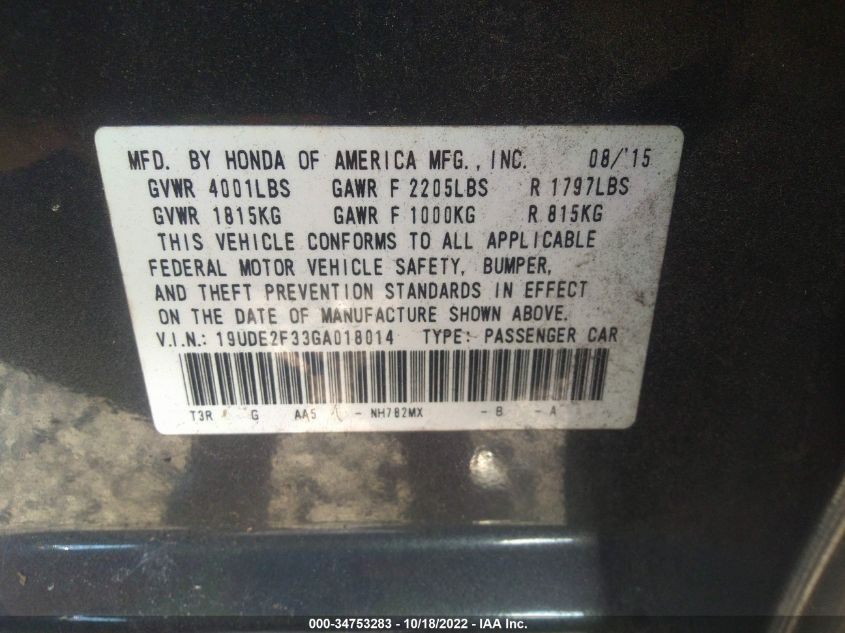 MFD. BY HONDA OF AMERICA MFG., INC. 08/'15
GVWR 4001LBS GAWR F 2205LBS R 1797LBS
GVWR 1815KG GAWR F 1000KG R 815KG
THIS VEHICLE CONFORMS TO ALL APPLICABLE
FEDERAL MOTOR VEHICLE SAFETY, BUMPER,
AND THEFT PREVENTION STANDARDS IN EFFECT
ON THE DATE OF MANUFACTURE SHOWN ABOVE.
V.I.N.: 19UDE2F33GA018014 TYPE: PASSENGER CAR
T3R G AA5 - NH782MX - B - A
000-34753283 - 10/18/2022 - IAA Inc.